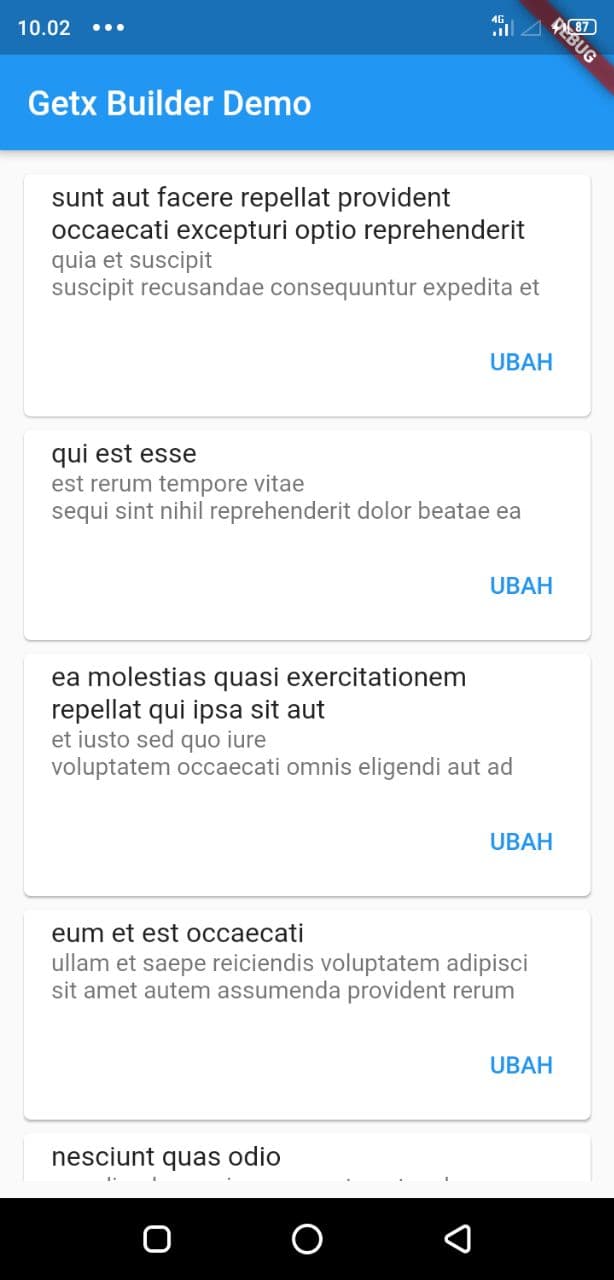 10.02
4G
87
DEBUG
Getx Builder Demo
sunt aut facere repellat provident
occaecati excepturi optio reprehenderit
quia et suscipit
suscipit recusandae consequuntur expedita et
UBAH
qui est esse
est rerum tempore vitae
sequi sint nihil reprehenderit dolor beatae ea
UBAH
ea molestias quasi exercitationem
repellat qui ipsa sit aut
et iusto sed quo iure
voluptatem occaecati omnis eligendi aut ad
UBAH
eum et est occaecati
ullam et saepe reiciendis voluptatem adipisci
sit amet autem assumenda provident rerum
UBAH
nesciunt quas odio